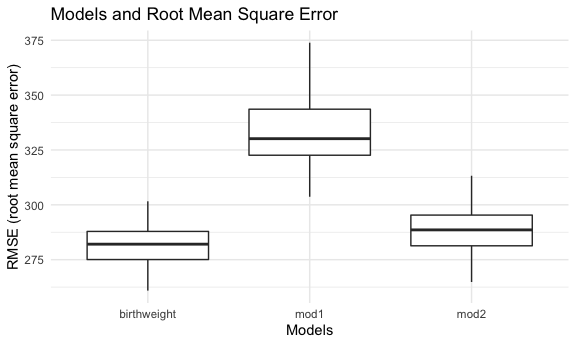 Models and Root Mean Square Error
RMSE (root mean square error)
375
350
325
300
275
birthweight
mod1
mod2
Models